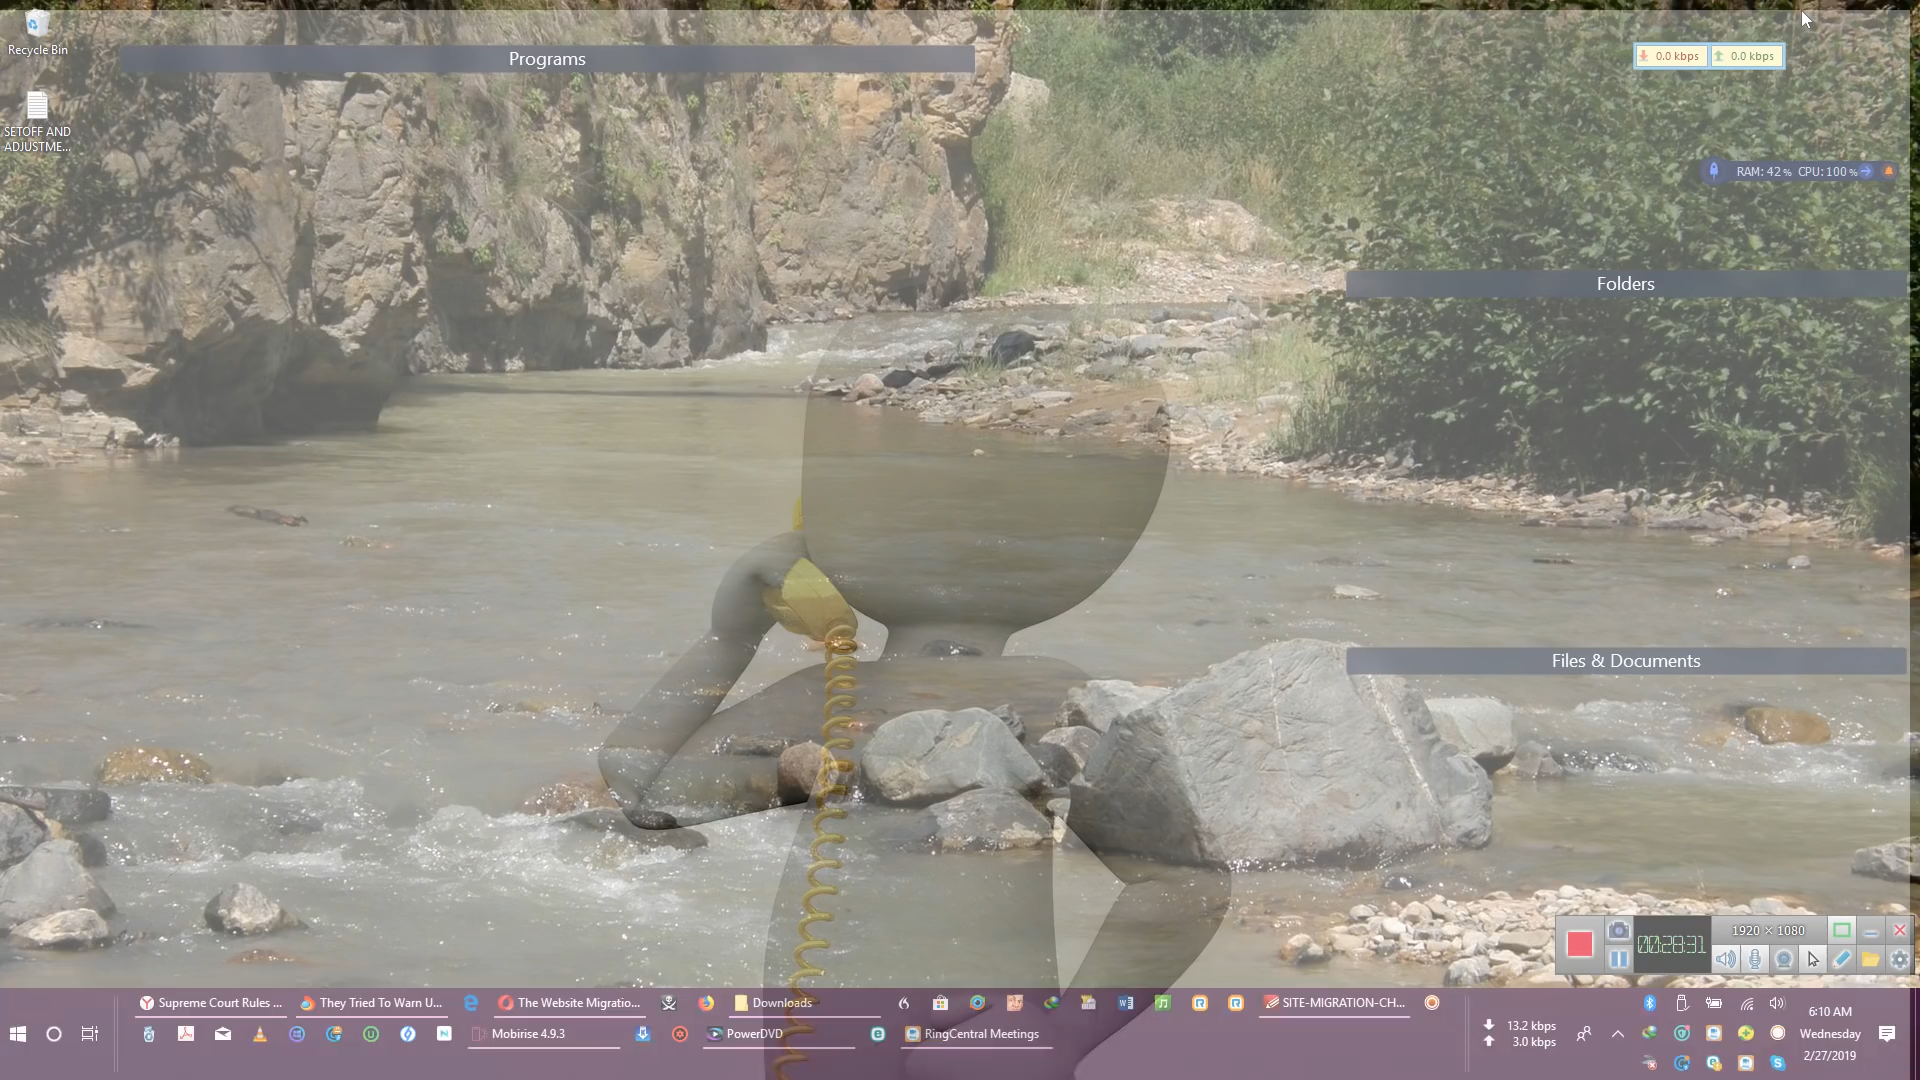 Recycle Bin
SETOFF AND
ADJUSTME...
Programs
0.0 kbps
0.0 kbps
RAM: 42% CPU: 100%
Folders
Files & Documents
1920 × 1080
00:28:31
Supreme Court Rules ...
They Tried To Warn U...
The Website Migratio...
Downloads
SITE-MIGRATION-CH...
Mobirise 4.9.3
PowerDVD
RingCentral Meetings
13.2 kbps
3.0 kbps
6:10 AM
Wednesday
2/27/2019